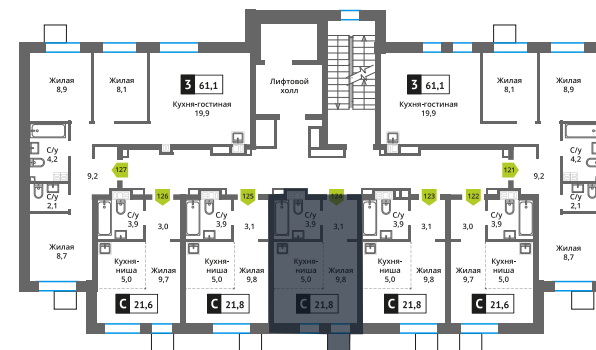 Жилая
8,9
Жилая
8,1
3 61,1
Кухня-гостиная
19,9
Лифтовой
холл
3 61,1
Кухня-гостиная
19,9
Жилая
8,1
Жилая
8,9
С/у
4,2
С/у
4,2
9,2
127
121
9,2
С/у
2,1
С/у
2,1
126
125
124
123
122
С/у
3,9
3,0
С/у
3,9
3,1
С/у
3,9
3,1
С/у
3,9
3,1
3,0
С/у
3,9
Жилая
8,7
Жилая
8,7
Кухня-
ниша
5,0
Жилая
9,7
Кухня-
ниша
5,0
Жилая
9,8
Кухня-
ниша
5,0
Жилая
9,8
Кухня-
ниша
5,0
Жилая
9,8
Жилая
9,7
Кухня-
ниша
5,0
С 21,6
С 21,8
С 21,8
С 21,8
С 21,6